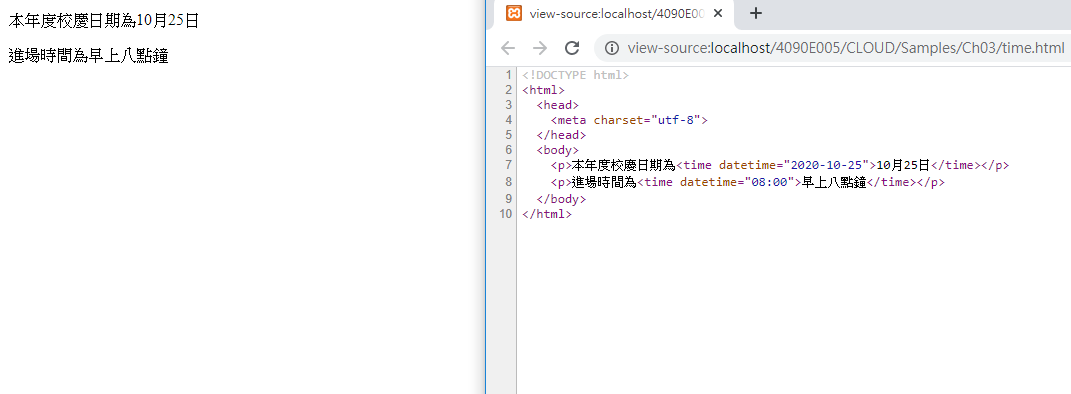 本年度校慶日期為10月25日
進場時間為早上八點鐘
view-source:localhost/4090E00
view-source:localhost/4090E005/CLOUD/Samples/Ch03/time.html
1 <!DOCTYPE html>
2 <html>
3 <head>
4 <meta charset="utf-8">
5 </head>
6 <body>
7 <p>本年度校慶日期為<time datetime="2020-10-25">10月25日</time></p>
8 <p>進場時間為<time datetime="08:00">早上八點鐘</time></p>
9 </body>
10 </html>